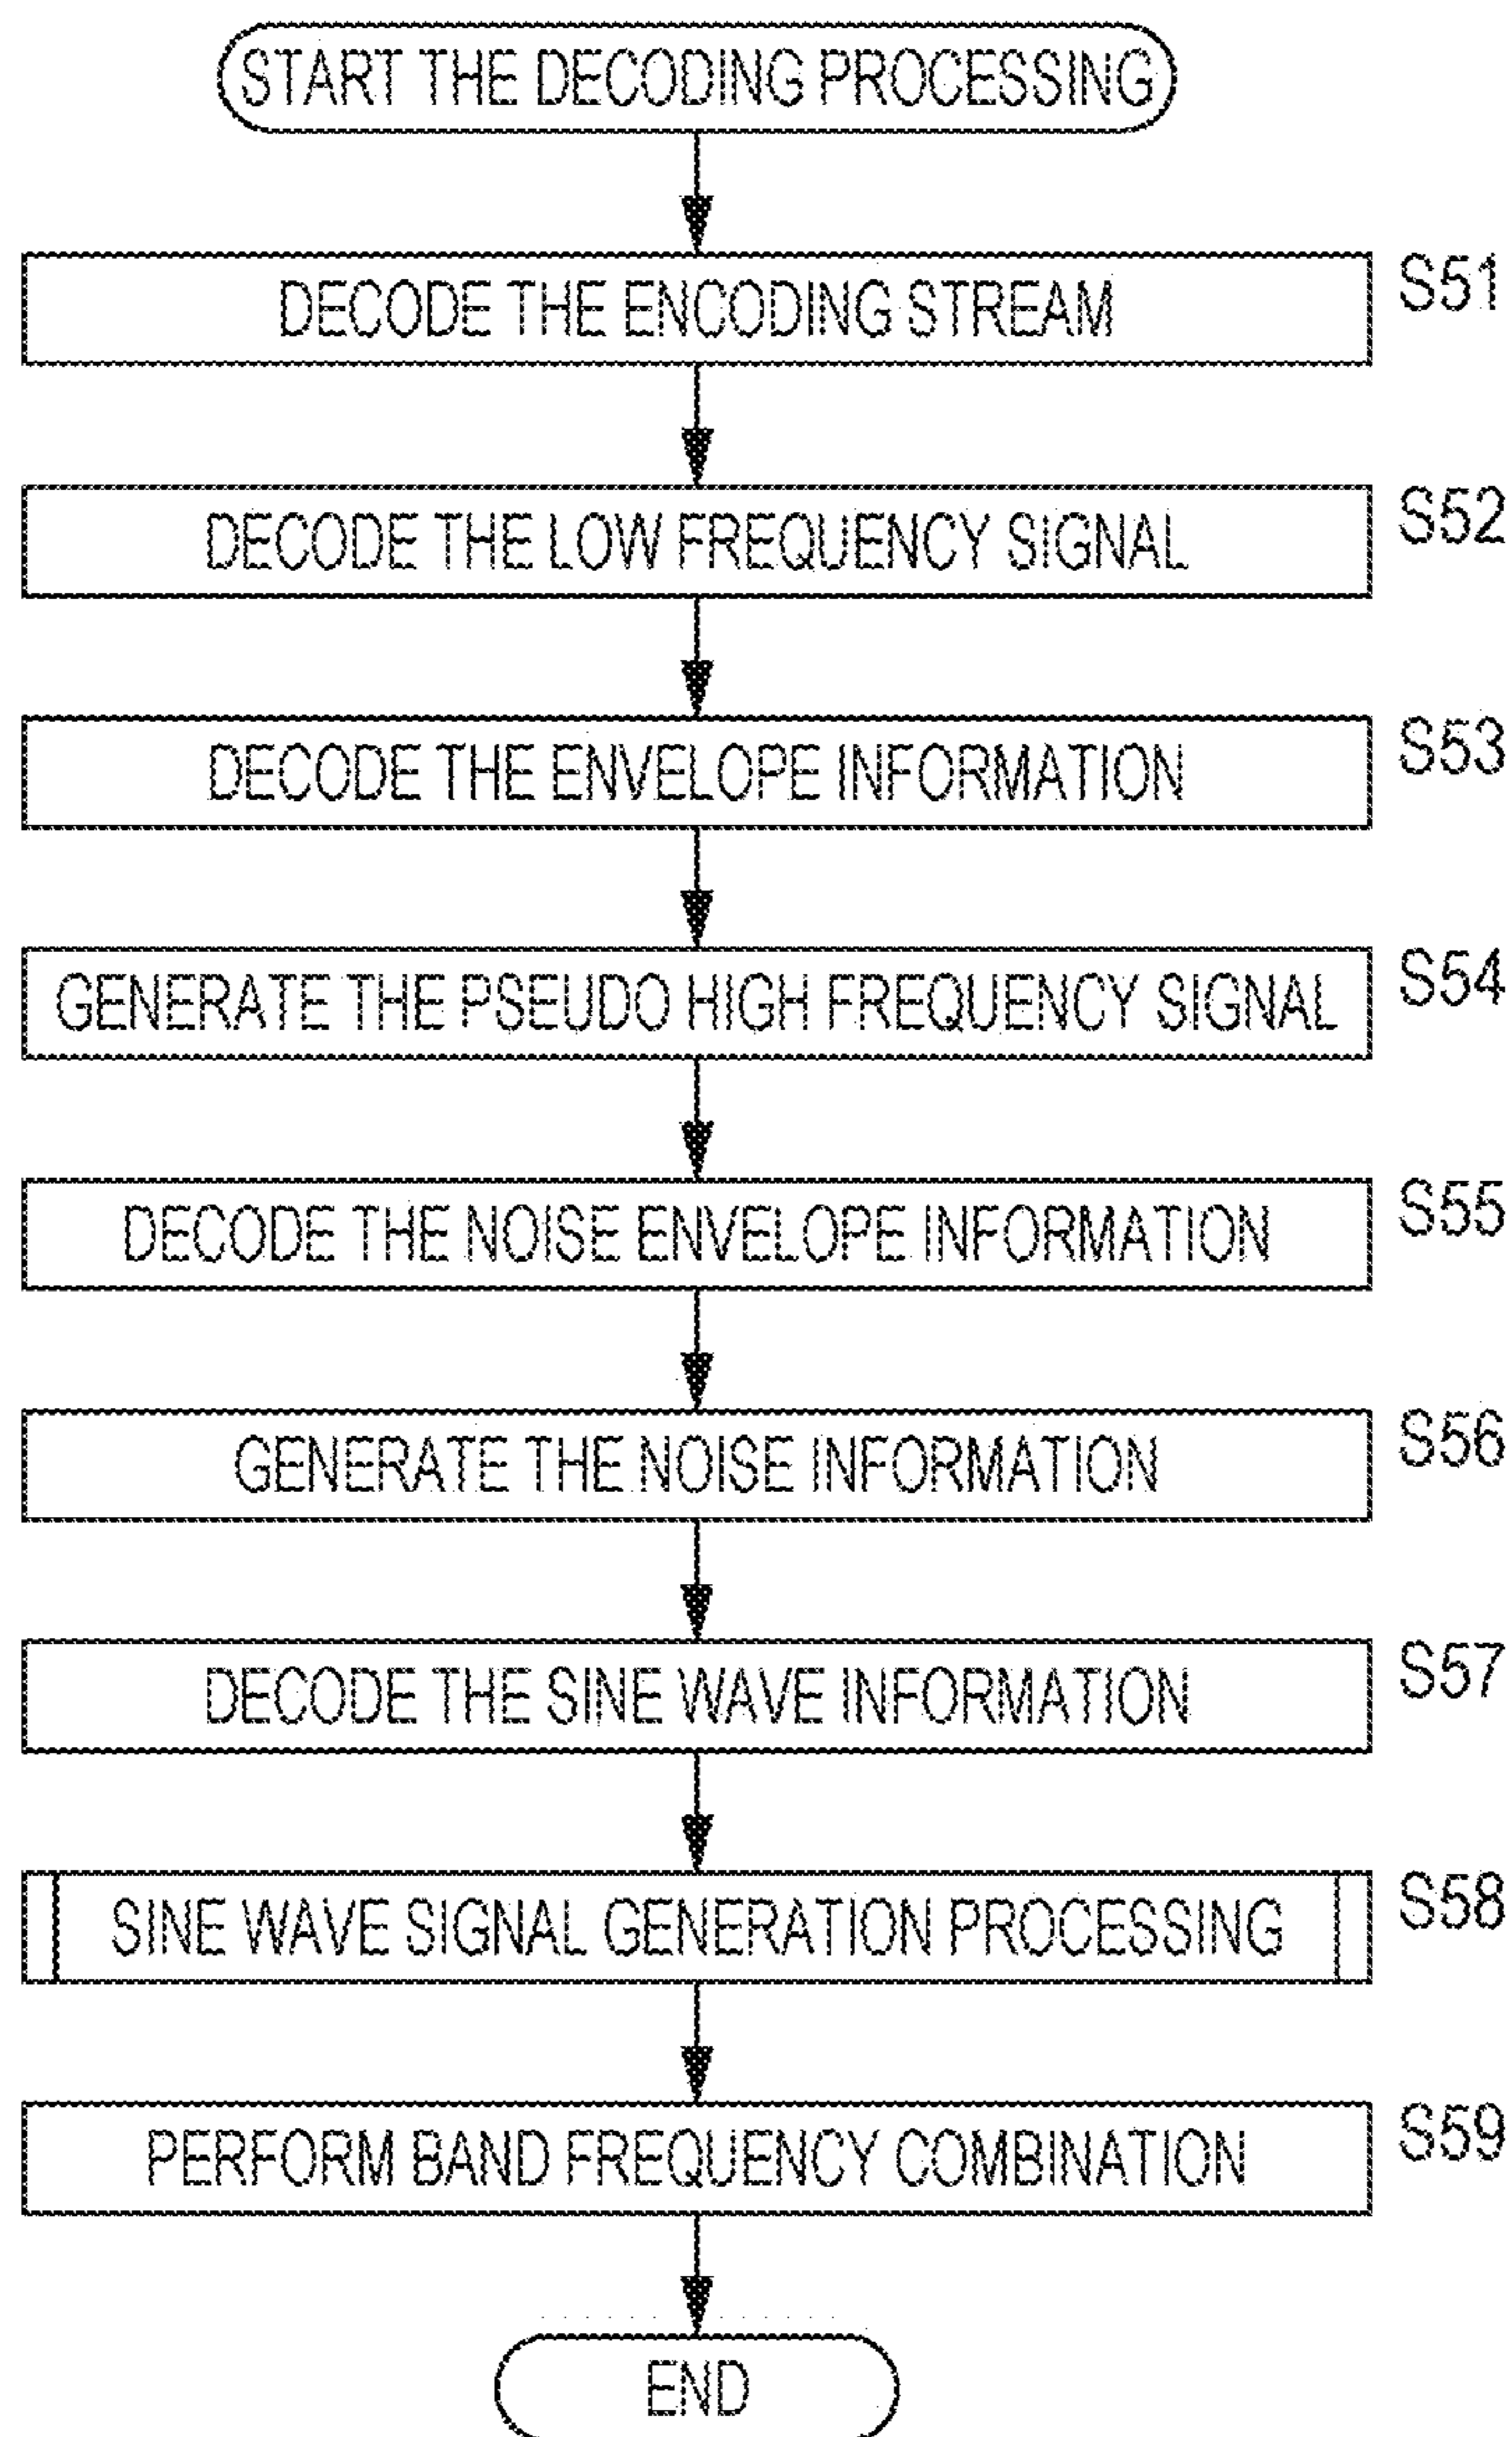 START THE DECODING PROCESSING
DECODE THE ENCODING STREAM
S51
DECODE THE LOW FREQUENCY SIGNAL
S52
DECODE THE ENVELOPE INFORMATION
S53
GENERATE THE PSEUDO HIGH FREQUENCY SIGNAL
S54
DECODE THE NOISE ENVELOPE INFORMATION
S55
GENERATE THE NOISE INFORMATION
S56
DECODE THE SINE WAVE INFORMATION
S57
SINE WAVE SIGNAL GENERATION PROCESSING
S58
PERFORM BAND FREQUENCY COMBINATION
S59
END